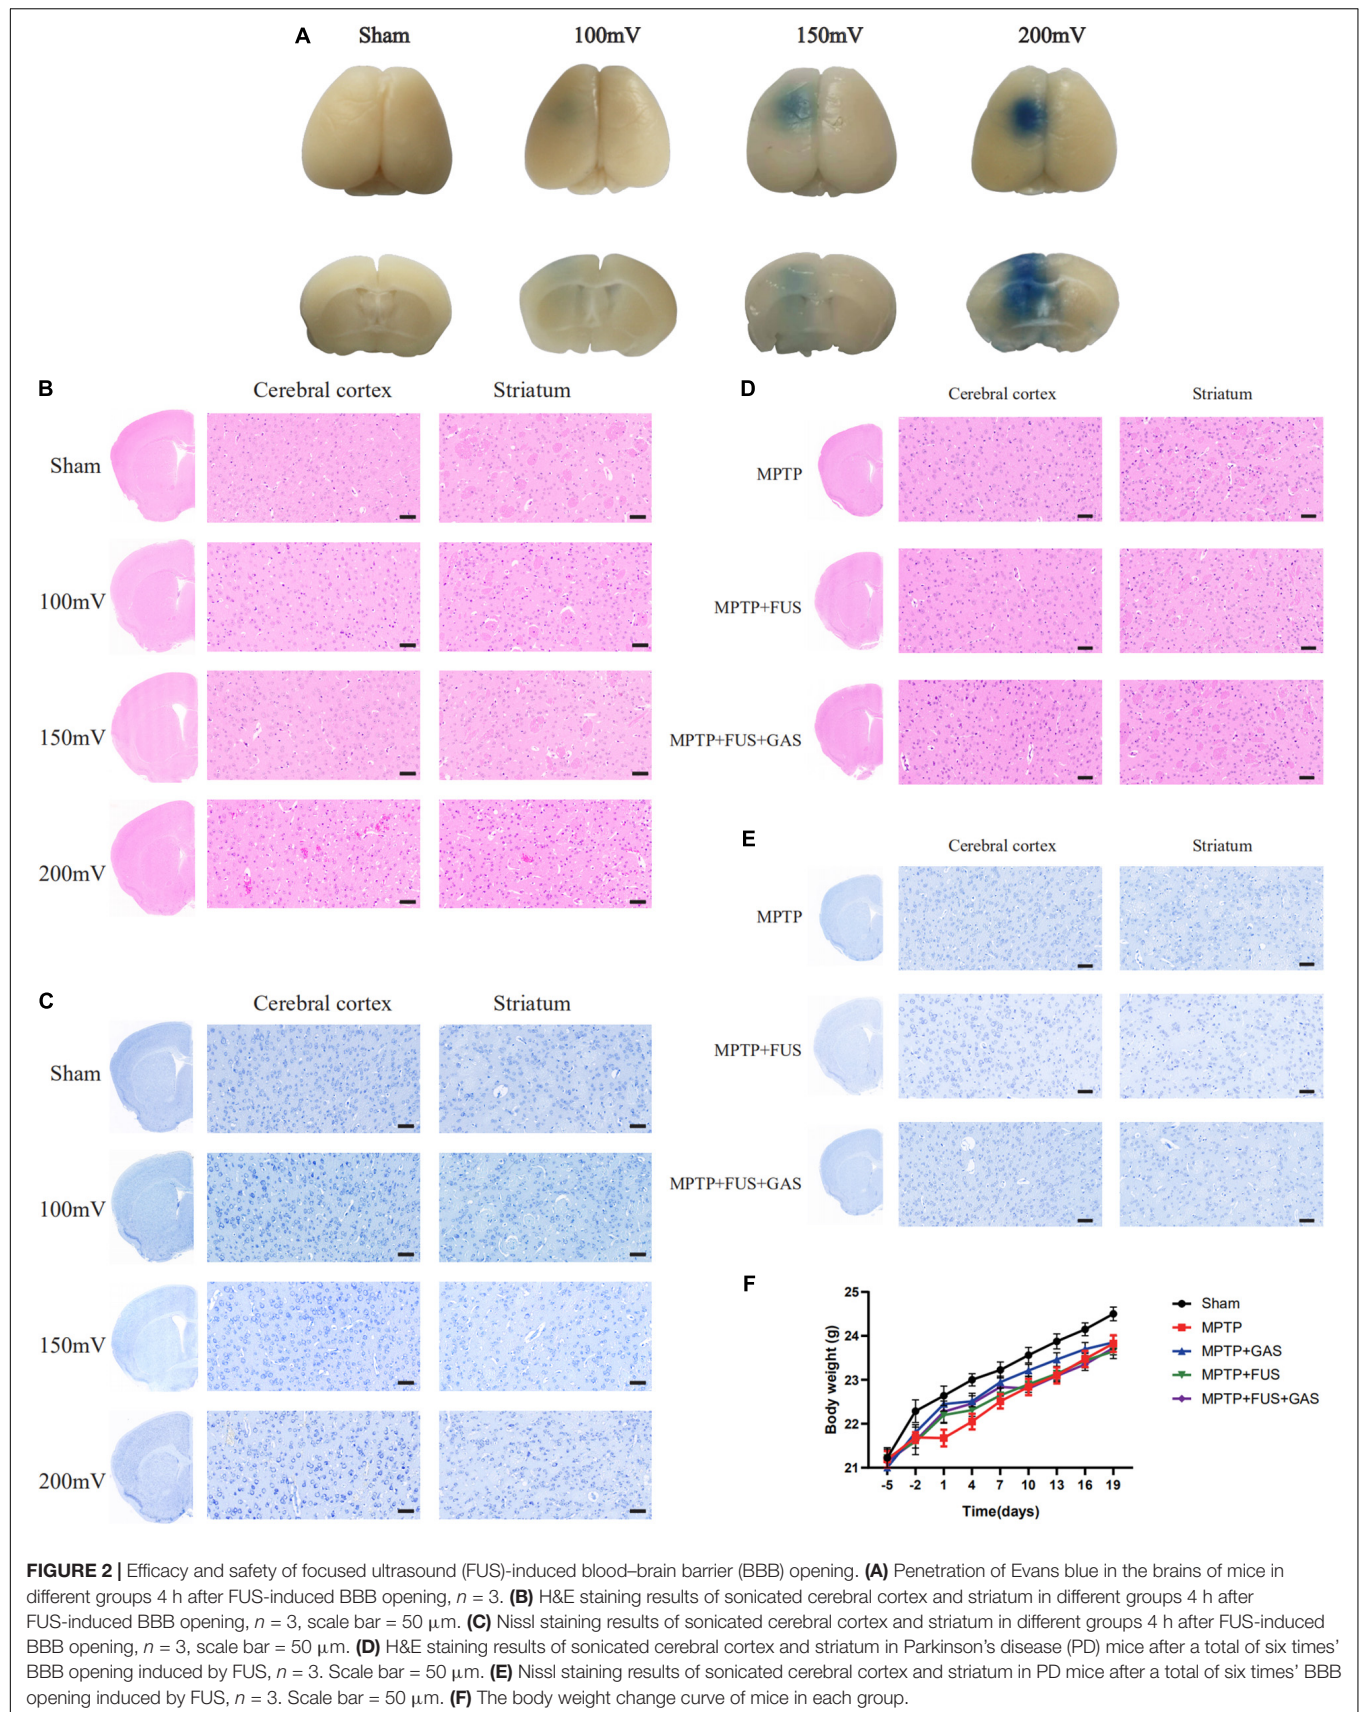 A Sham 100mV 150mV 200mV
B Cerebral cortex Striatum
Sham
100mV
150mV
200mV
C Cerebral cortex Striatum
Sham
100mV
150mV
200mV
D Cerebral cortex Striatum
MPTP
MPTP+FUS
MPTP+FUS+GAS
E Cerebral cortex Striatum
MPTP
MPTP+FUS
MPTP+FUS+GAS
F
25
24
23
22
21
Body weight (g)
-5 -2 1 4 7 10 13 16 19
Time(days)
Sham
MPTP
MPTP+GAS
MPTP+FUS
MPTP+FUS+GAS
FIGURE 2 | Efficacy and safety of focused ultrasound (FUS)-induced blood–brain barrier (BBB) opening. (A) Penetration of Evans blue in the brains of mice in
different groups 4 h after FUS-induced BBB opening, n = 3. (B) H&E staining results of sonicated cerebral cortex and striatum in different groups 4 h after
FUS-induced BBB opening, n = 3, scale bar = 50 μm. (C) Nissl staining results of sonicated cerebral cortex and striatum in different groups 4 h after FUS-induced
BBB opening, n = 3, scale bar = 50 μm. (D) H&E staining results of sonicated cerebral cortex and striatum in Parkinson's disease (PD) mice after a total of six times'
BBB opening induced by FUS, n = 3. Scale bar = 50 μm. (E) Nissl staining results of sonicated cerebral cortex and striatum in PD mice after a total of six times' BBB
opening induced by FUS, n = 3. Scale bar = 50 μm. (F) The body weight change curve of mice in each group.